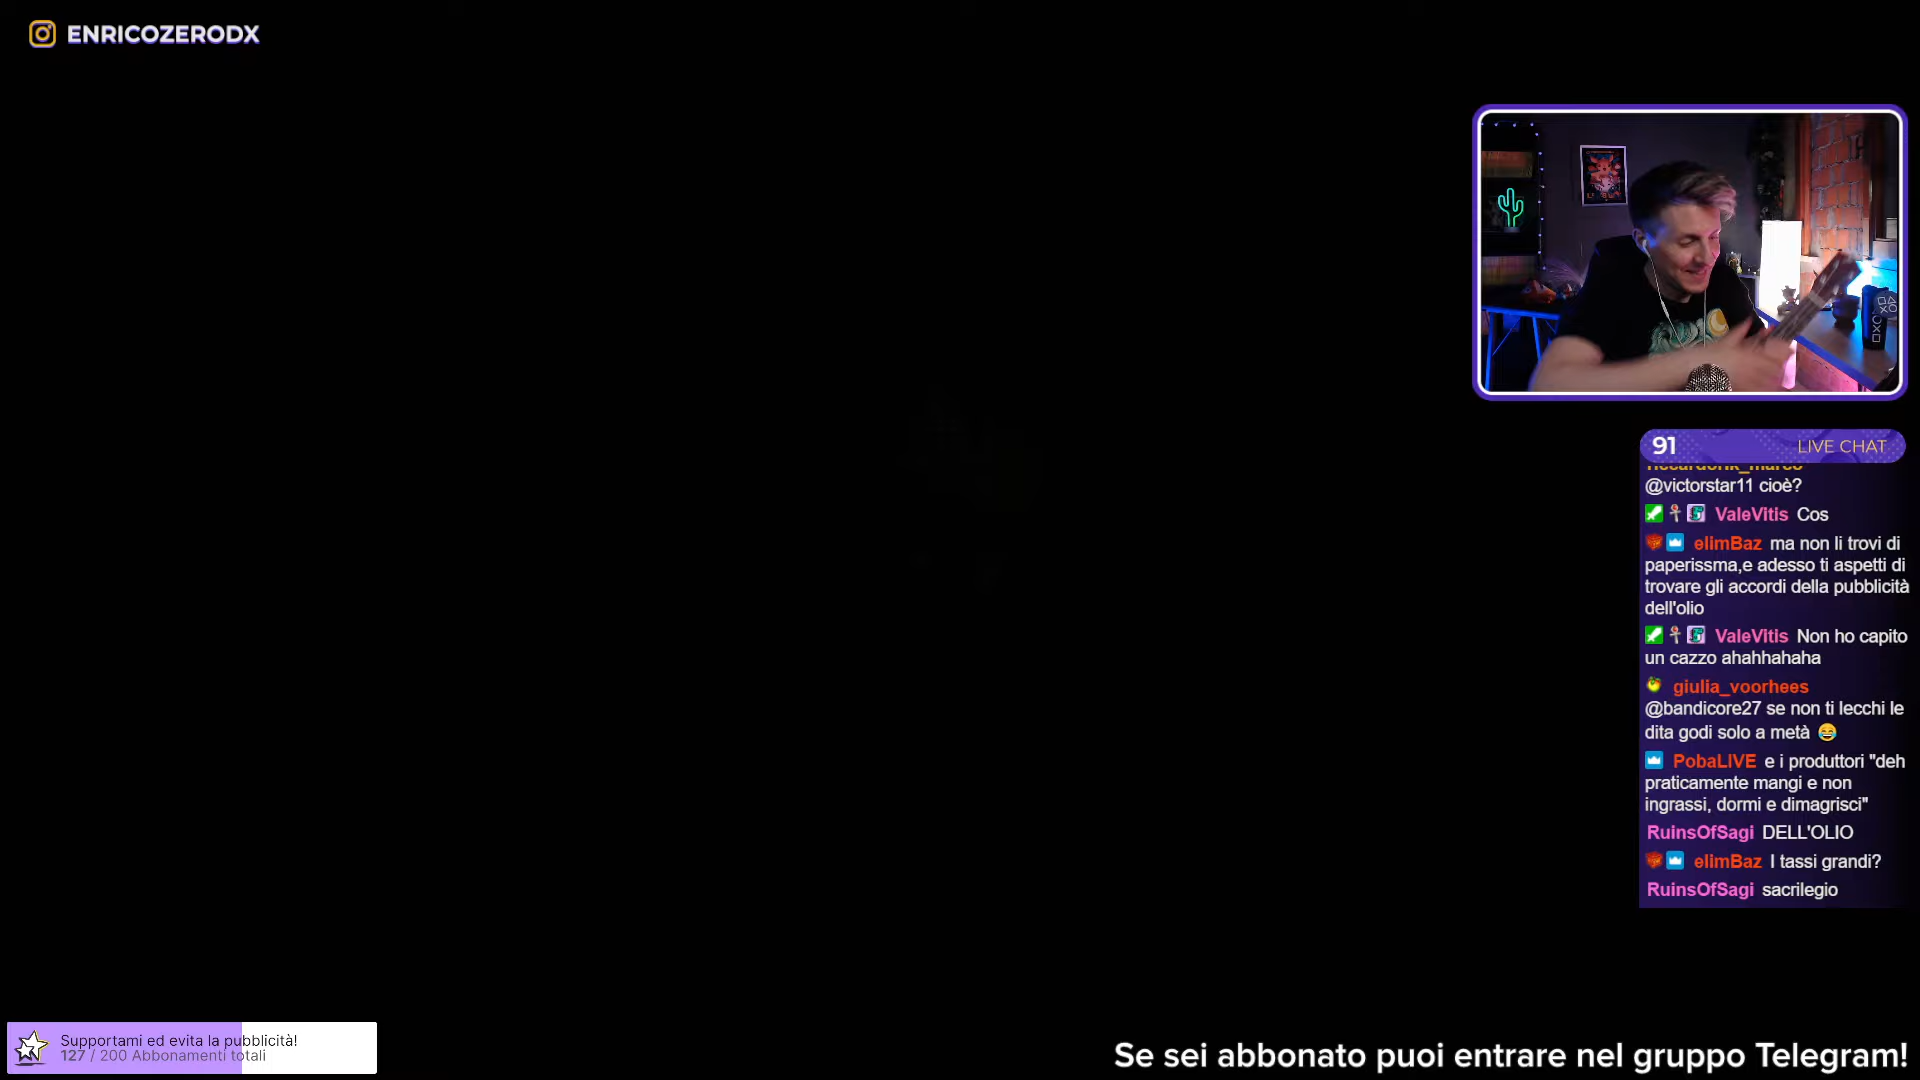 ENRICOZERODX
91 LIVE CHAT
@victorstar11 cioè?
ValeVitis Cos
elimBaz ma non li trovi di
paperissma,e adesso ti aspetti di
trovare gli accordi della pubblicità
dell'olio
ValeVitis Non ho capito
un cazzo ahahhahaha
giulia_voorhees
@bandicore27 se non ti lecchi le
dita godi solo a metà 😂
PobaLIVE e i produttori "deh
praticamente mangi e non
ingrassi, dormi e dimagrisci"
RuinsOfSagi DELL'OLIO
elimBaz I tassi grandi?
RuinsOfSagi sacrilegio
Supportami ed evita la pubblicità!
127 / 200 Abbonamenti totali
Se sei abbonato puoi entrare nel gruppo Telegram!